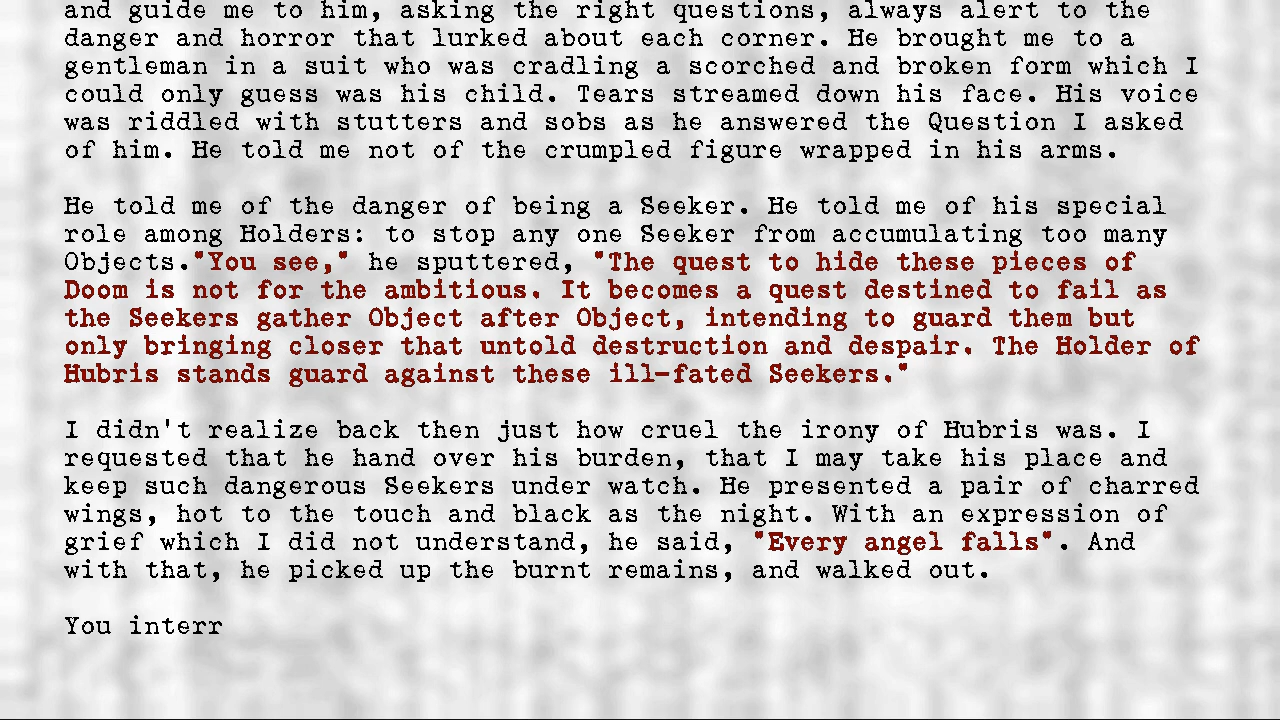 and guide me to him, asking the right questions, always alert to the
danger and horror that lurked about each corner. He brought me to a
gentleman in a suit who was cradling a scorched and broken form which I
could only guess was his child. Tears streamed down his face. His voice
was riddled with stutters and sobs as he answered the Question I asked
of him. He told me not of the crumpled figure wrapped in his arms.
He told me of the danger of being a Seeker. He told me of his special
role among Holders: to stop any one Seeker from accumulating too many
Objects."You see," he sputtered, "The quest to hide these pieces of
Doom is not for the ambitious. It becomes a quest destined to fail as
the Seekers gather Object after Object, intending to guard them but
only bringing closer that untold destruction and despair. The Holder of
Hubris stands guard against these ill-fated Seekers."
I didn't realize back then just how cruel the irony of Hubris was. I
requested that he hand over his burden, that I may take his place and
keep such dangerous Seekers under watch. He presented a pair of charred
wings, hot to the touch and black as the night. With an expression of
grief which I did not understand, he said, "Every angel falls". And
with that, he picked up the burnt remains, and walked out.
You interr